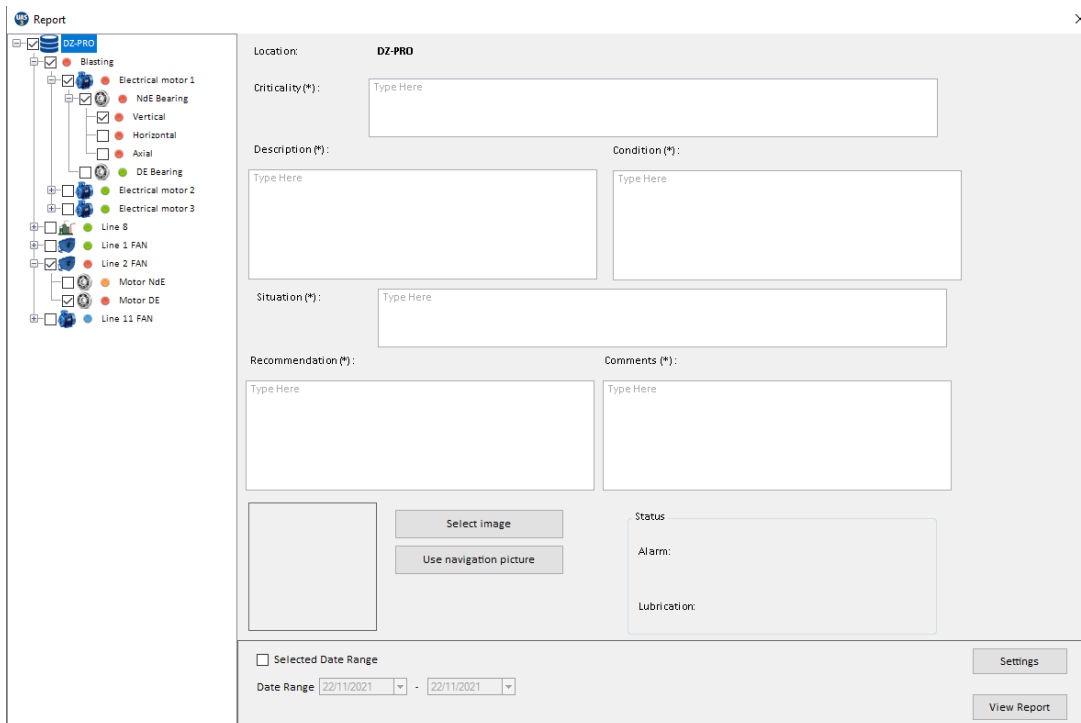 UAS Report
DZ-PRO
Blasting
Electrical motor 1
NdE Bearing
Vertical
Horizontal
Axial
DE Bearing
Electrical motor 2
Electrical motor 3
Line 8
Line 1 FAN
Line 2 FAN
Motor NdE
Motor DE
Line 11 FAN
Location: DZ-PRO
Criticality (*) : Type Here
Description (*) : Condition (*) :
Type Here Type Here
Situation (*) : Type Here
Recommendation (*) : Comments (*) :
Type Here Type Here
Select image
Use navigation picture
Status
Alarm:
Lubrication:
Selected Date Range
Date Range 22/11/2021 - 22/11/2021
Settings
View Report